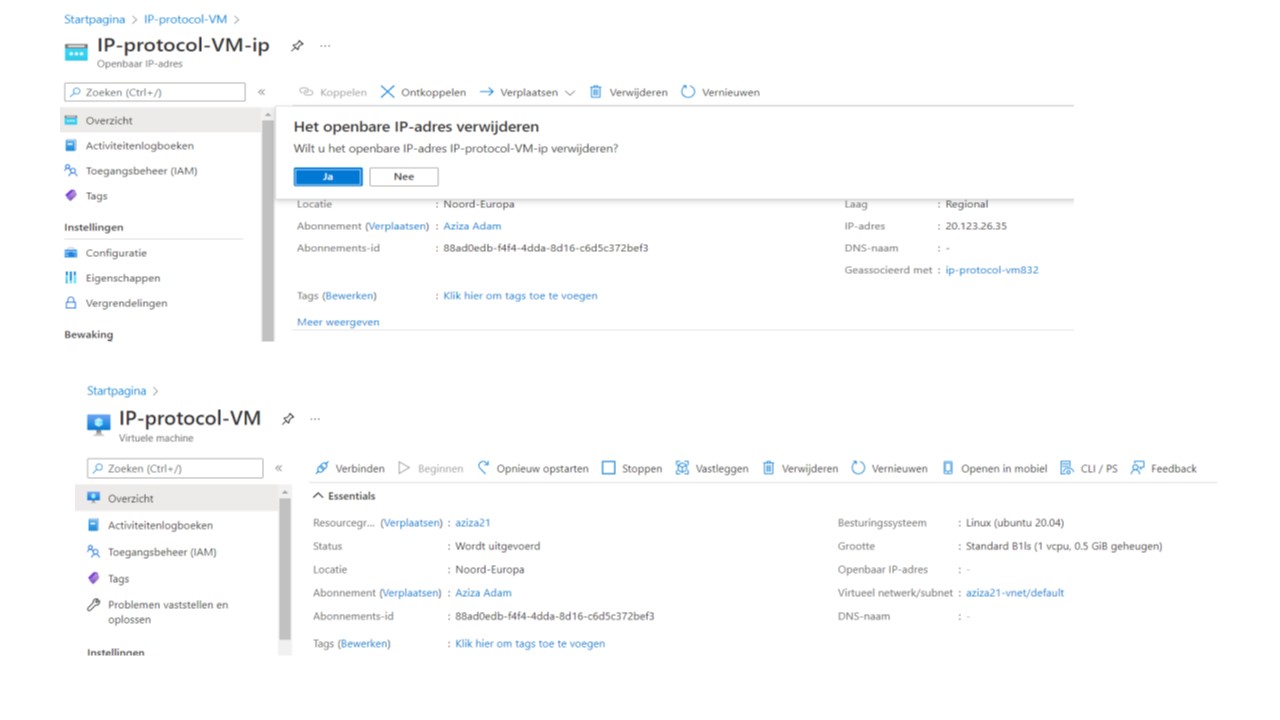 Startpagina > IP-protocol-VM >
IP-protocol-VM-ip ...
Openbaar IP-adres
Zoeken (Ctrl+/) «
Koppelen Ontkoppelen Verplaatsen Verwijderen Vernieuwen
Overzicht
Activiteitenlogboeken
Toegangsbeheer (IAM)
Tags
Instellingen
Configuratie
Eigenschappen
Vergrendelingen
Bewaking
Het openbare IP-adres verwijderen
Wilt u het openbare IP-adres IP-protocol-VM-ip verwijderen?
Ja Nee
Locatie : Noord-Europa
Abonnement (Verplaatsen) : Aziza Adam
Abonnements-id : 88ad0edb-f4f4-4dda-8d16-c6d5c372bef3
Tags (Bewerken) : Klik hier om tags toe te voegen
Meer weergeven
Laag : Regional
IP-adres : 20.123.26.35
DNS-naam : -
Geassocieerd met : ip-protocol-vm832
Startpagina >
IP-protocol-VM ...
Virtuele machine
Zoeken (Ctrl+/) «
Verbinden Beginnen Opnieuw opstarten Stoppen Vastleggen Verwijderen Vernieuwen Openen in mobiel CLI / PS Feedback
Overzicht
Activiteitenlogboeken
Toegangsbeheer (IAM)
Tags
Problemen vaststellen en
oplossen
Instellingen
Essentials
Resourcegr... (Verplaatsen) : aziza21
Status : Wordt uitgevoerd
Locatie : Noord-Europa
Abonnement (Verplaatsen) : Aziza Adam
Abonnements-id : 88ad0edb-f4f4-4dda-8d16-c6d5c372bef3
Tags (Bewerken) : Klik hier om tags toe te voegen
Besturingssysteem : Linux (ubuntu 20.04)
Grootte : Standard B1ls (1 vcpu, 0.5 GiB geheugen)
Openbaar IP-adres : -
Virtueel netwerk/subnet : aziza21-vnet/default
DNS-naam : -